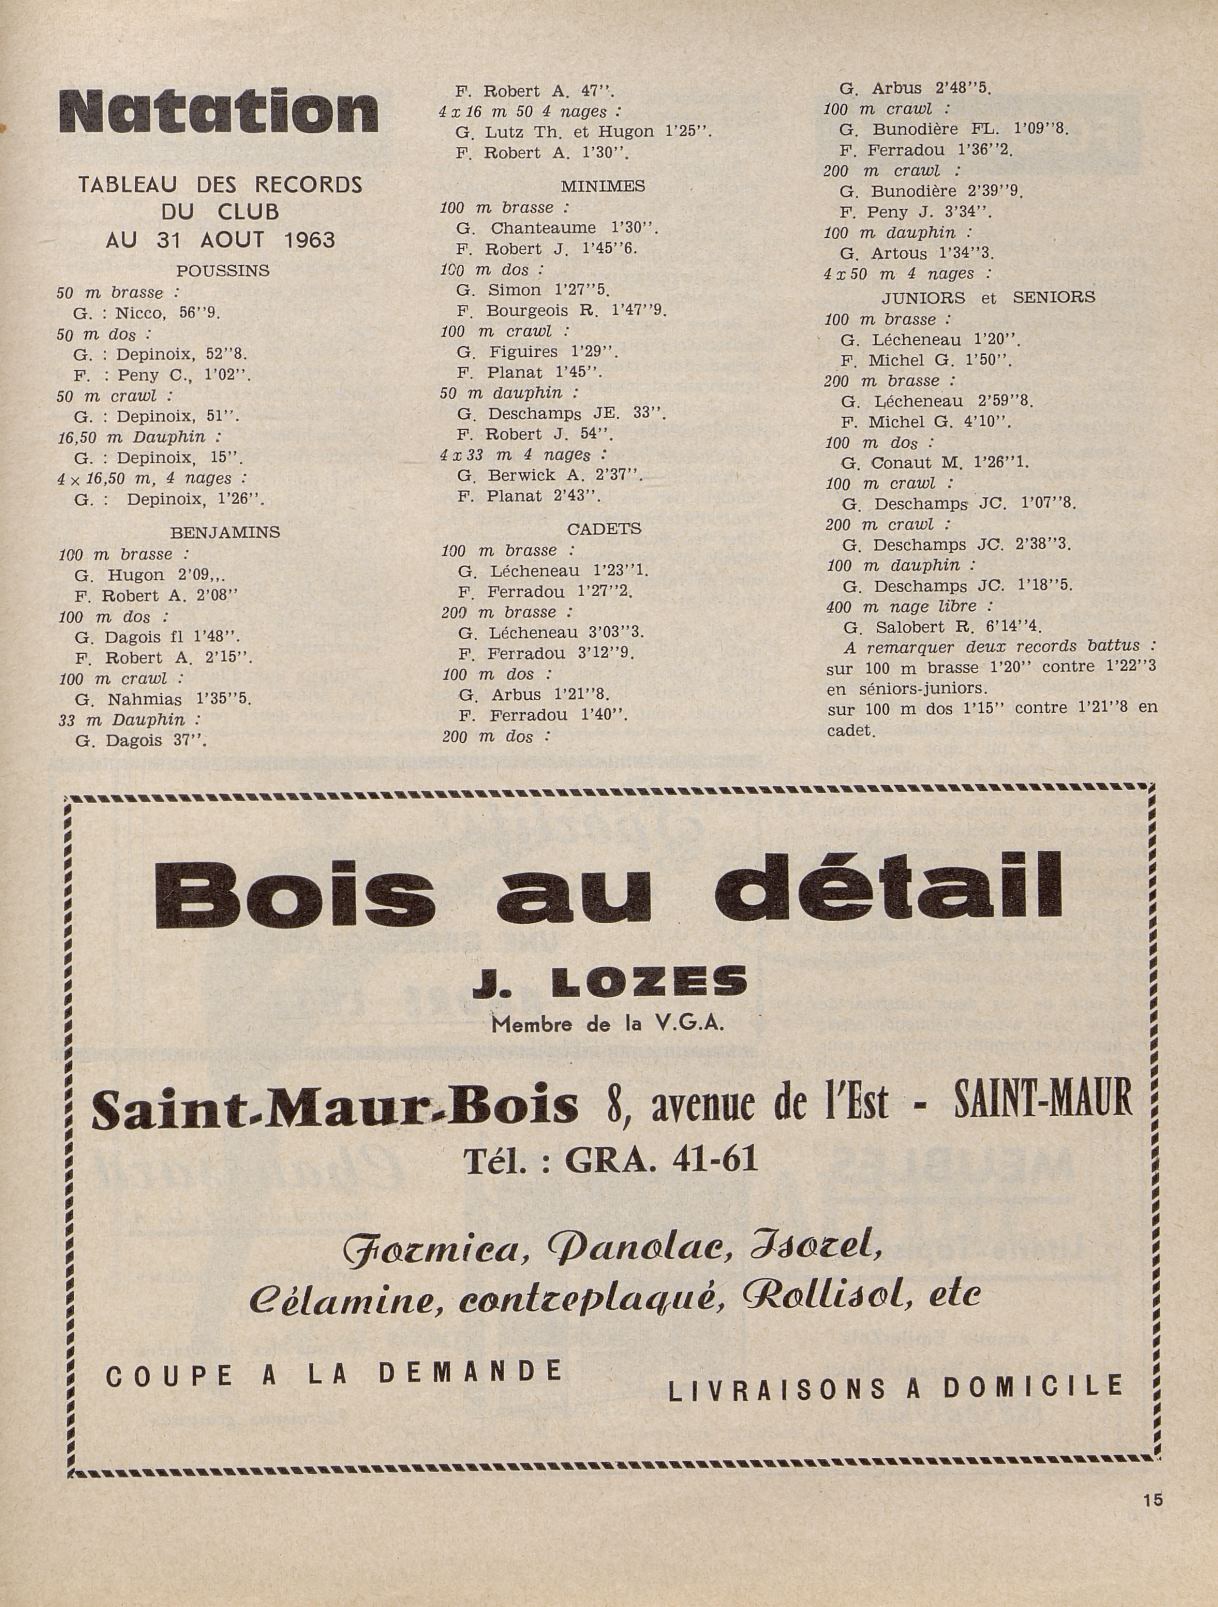 Natation
TABLEAU DES RECORDS
DU CLUB
AU 31 AOUT 1963
POUSSINS
50 m brasse :
G. : Nicco, 56''9.
50 m dos :
G. : Depinoix, 52''8.
F. : Peny C., 1'02''.
50 m crawl :
G. : Depinoix, 51''.
16,50 m Dauphin :
G. : Depinoix, 15''.
4 x 16,50 m, 4 nages :
G. : Depinoix, 1'26''.
BENJAMINS
100 m brasse :
G. Hugon 2'09,,.
F. Robert A. 2'08''
100 m dos :
G. Dagois fl 1'48''.
F. Robert A. 2'15''.
100 m crawl :
G. Nahmias 1'35''5.
33 m Dauphin :
G. Dagois 37''.
F. Robert A. 47''.
4 x 16 m 50 4 nages :
G. Lutz Th. et Hugon 1'25''.
F. Robert A. 1'30''.
MINIMES
100 m brasse :
G. Chanteaume 1'30''.
F. Robert J. 1'45''6.
100 m dos :
G. Simon 1'27''5.
F. Bourgeois R. 1'47''9.
100 m crawl :
G. Figuires 1'29''.
F. Planat 1'45''.
50 m dauphin :
G. Deschamps JE. 33''.
F. Robert J. 54''.
4 x 33 m 4 nages :
G. Berwick A. 2'37''.
F. Planat 2'43''.
CADETS
100 m brasse :
G. Lécheneau 1'23''1.
F. Ferradou 1'27''2.
200 m brasse :
G. Lécheneau 3'03''3.
F. Ferradou 3'12''9.
100 m dos :
G. Arbus 1'21''8.
F. Ferradou 1'40''.
200 m dos :
G. Arbus 2'48''5.
100 m crawl :
G. Bunodière FL. 1'09''8.
F. Ferradou 1'36''2.
200 m crawl :
G. Bunodière 2'39''9.
F. Peny J. 3'34''.
100 m dauphin :
G. Artous 1'34''3.
4 x 50 m 4 nages :
JUNIORS et SENIORS
100 m brasse :
G. Lécheneau 1'20''.
F. Michel G. 1'50''.
200 m brasse :
G. Lécheneau 2'59''8.
F. Michel G. 4'10''.
100 m dos :
G. Conaut M. 1'26''1.
100 m crawl :
G. Deschamps JC. 1'07''8.
200 m crawl :
G. Deschamps JC. 2'38''3.
100 m dauphin :
G. Deschamps JC. 1'18''5.
400 m nage libre :
G. Salobert R. 6'14''4.
A remarquer deux records battus :
sur 100 m brasse 1'20'' contre 1'22''3
en séniors-juniors.
sur 100 m dos 1'15'' contre 1'21''8 en
cadet.
Bois au détail
J. LOZES
Membre de la V.G.A.
Saint-Maur-Bois 8, avenue de l'Est - SAINT-MAUR
Tél. : GRA. 41-61
Formica, Panolac, Isorel,
Célamine, contreplaqué, Rollisol, etc
COUPE A LA DEMANDE
LIVRAISONS A DOMICILE
15